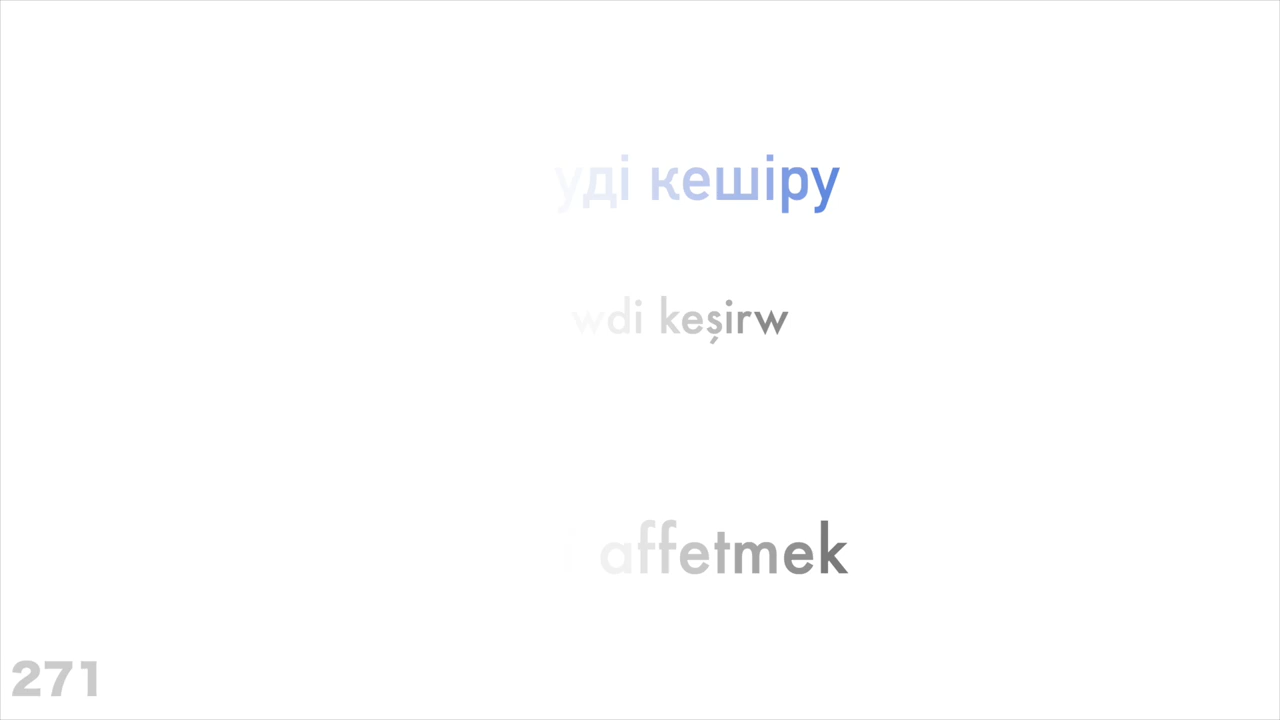 уді кешіру
wdi keşirw
i affetmek
271